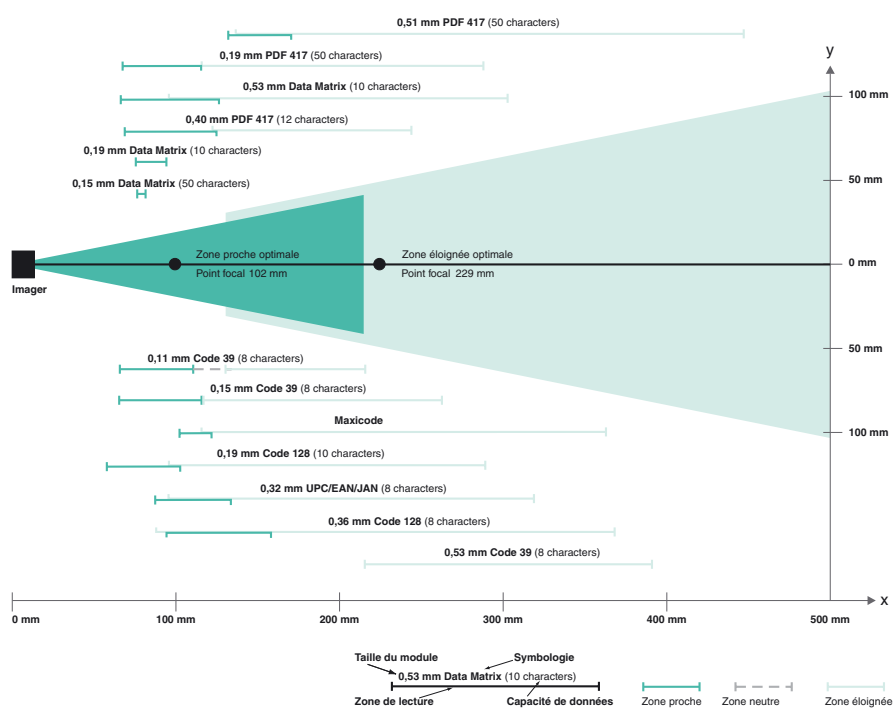 0,51 mm PDF 417 (50 characters)
0,19 mm PDF 417 (50 characters)
0,53 mm Data Matrix (10 characters)
0,40 mm PDF 417 (12 characters)
0,19 mm Data Matrix (10 characters)
0,15 mm Data Matrix (50 characters)
y
100 mm
50 mm
0 mm
50 mm
100 mm
Zone proche optimale
Point focal 102 mm
Zone éloignée optimale
Point focal 229 mm
Imager
0,11 mm Code 39 (8 characters)
0,15 mm Code 39 (8 characters)
Maxicode
0,19 mm Code 128 (10 characters)
0,32 mm UPC/EAN/JAN (8 characters)
0,36 mm Code 128 (8 characters)
0,53 mm Code 39 (8 characters)
x
0 mm 100 mm 200 mm 300 mm 400 mm 500 mm
Taille du module Symbologie
0,53 mm Data Matrix (10 characters)
Zone de lecture Capacité de données
Zone proche Zone neutre Zone éloignée